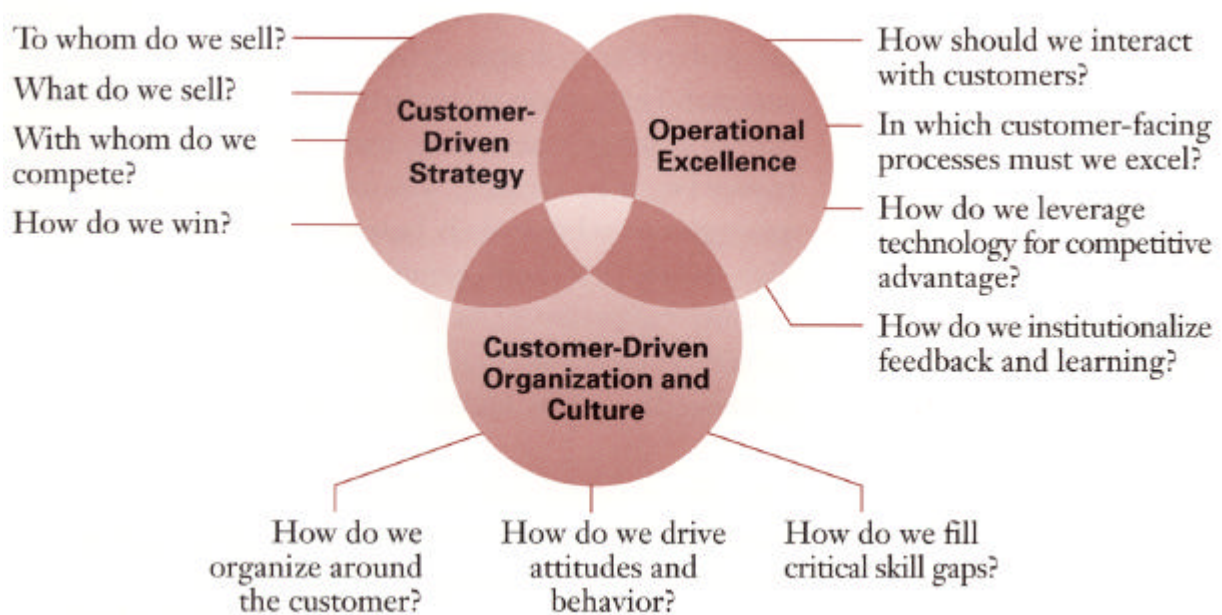 To whom do we sell?
What do we sell?
With whom do we
compete?
How do we win?
Customer-
Driven
Strategy
Operational
Excellence
Customer-Driven
Organization and
Culture
How should we interact
with customers?
In which customer-facing
processes must we excel?
How do we leverage
technology for competitive
advantage?
How do we institutionalize
feedback and learning?
How do we
organize around
the customer?
How do we drive
attitudes and
behavior?
How do we fill
critical skill gaps?